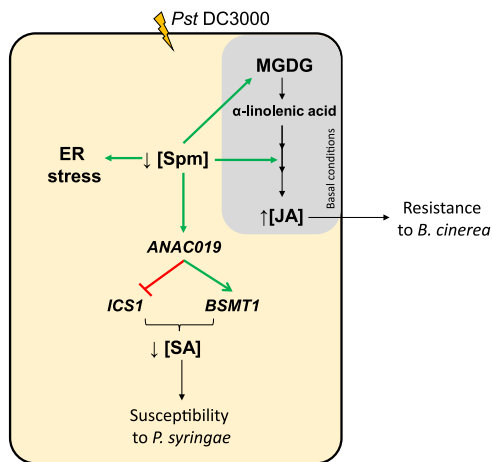 Pst DC3000
MGDG
α-linolenic acid
Basal conditions
ER
stress
↓ [Spm]
↑[JA]
Resistance
to B. cinerea
ANAC019
ICS1
BSMT1
↓ [SA]
Susceptibility
to P. syringae